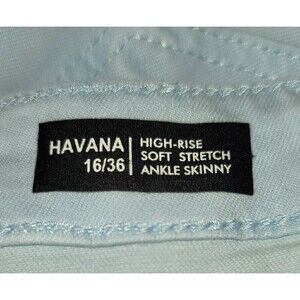 HAVANA
16/36
HIGH-RISE
SOFT STRETCH
ANKLE SKINNY